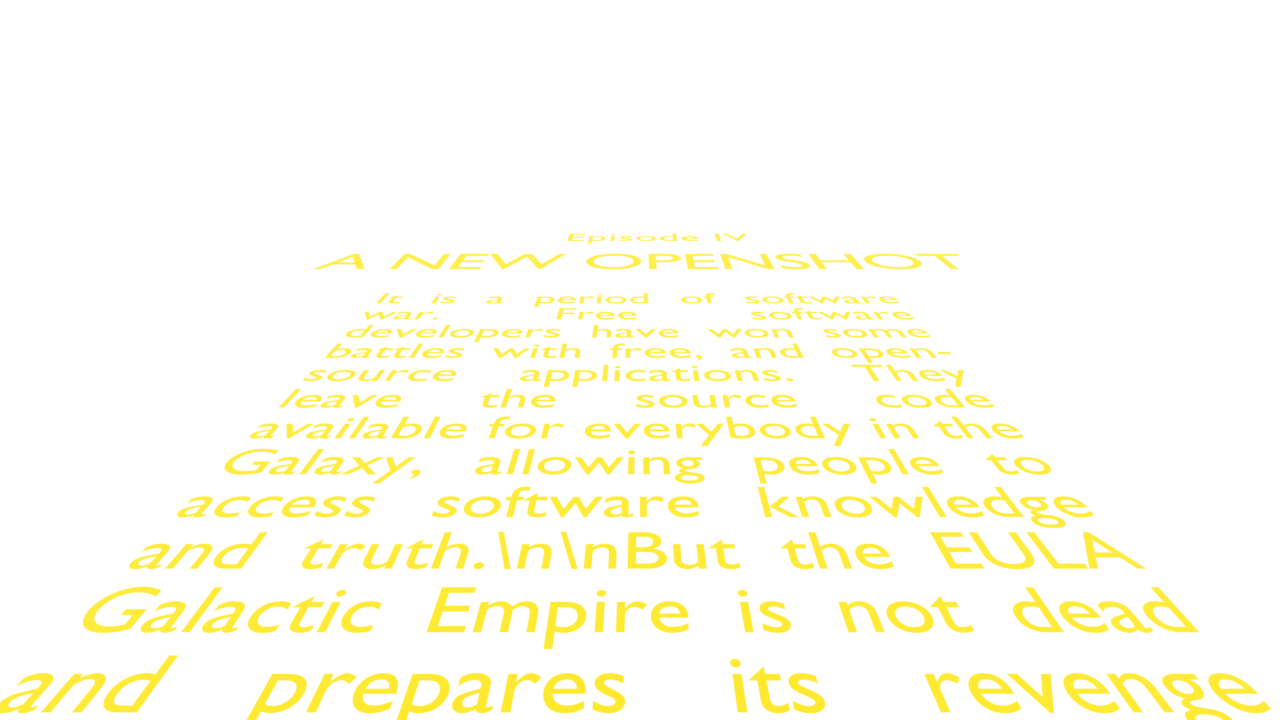 Episode IV
A NEW OPENSHOT
It is a period of software
war. Free software
developers have won some
battles with free, and open-
source applications. They
leave the source code
available for everybody in the
Galaxy, allowing people to
access software knowledge
and truth.\n\nBut the EULA
Galactic Empire is not dead
and prepares its revenge